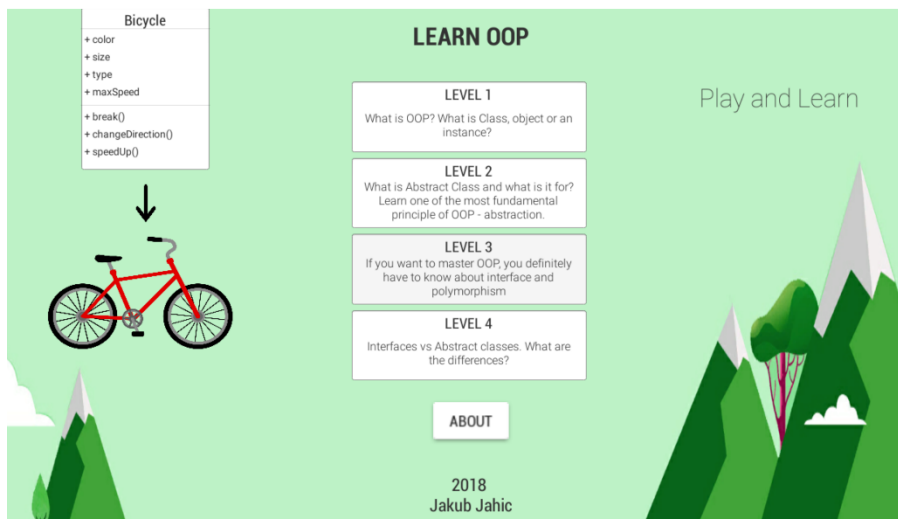 Bicycle
+ color
+ size
+ type
+ maxSpeed
+ break()
+ changeDirection()
+ speedUp()
LEARN OOP
LEVEL 1
What is OOP? What is Class, object or an
instance?
LEVEL 2
What is Abstract Class and what is it for?
Learn one of the most fundamental
principle of OOP - abstraction.
LEVEL 3
If you want to master OOP, you definitely
have to know about interface and
polymorphism
LEVEL 4
Interfaces vs Abstract classes. What are
the differences?
ABOUT
2018
Jakub Jahic
Play and Learn